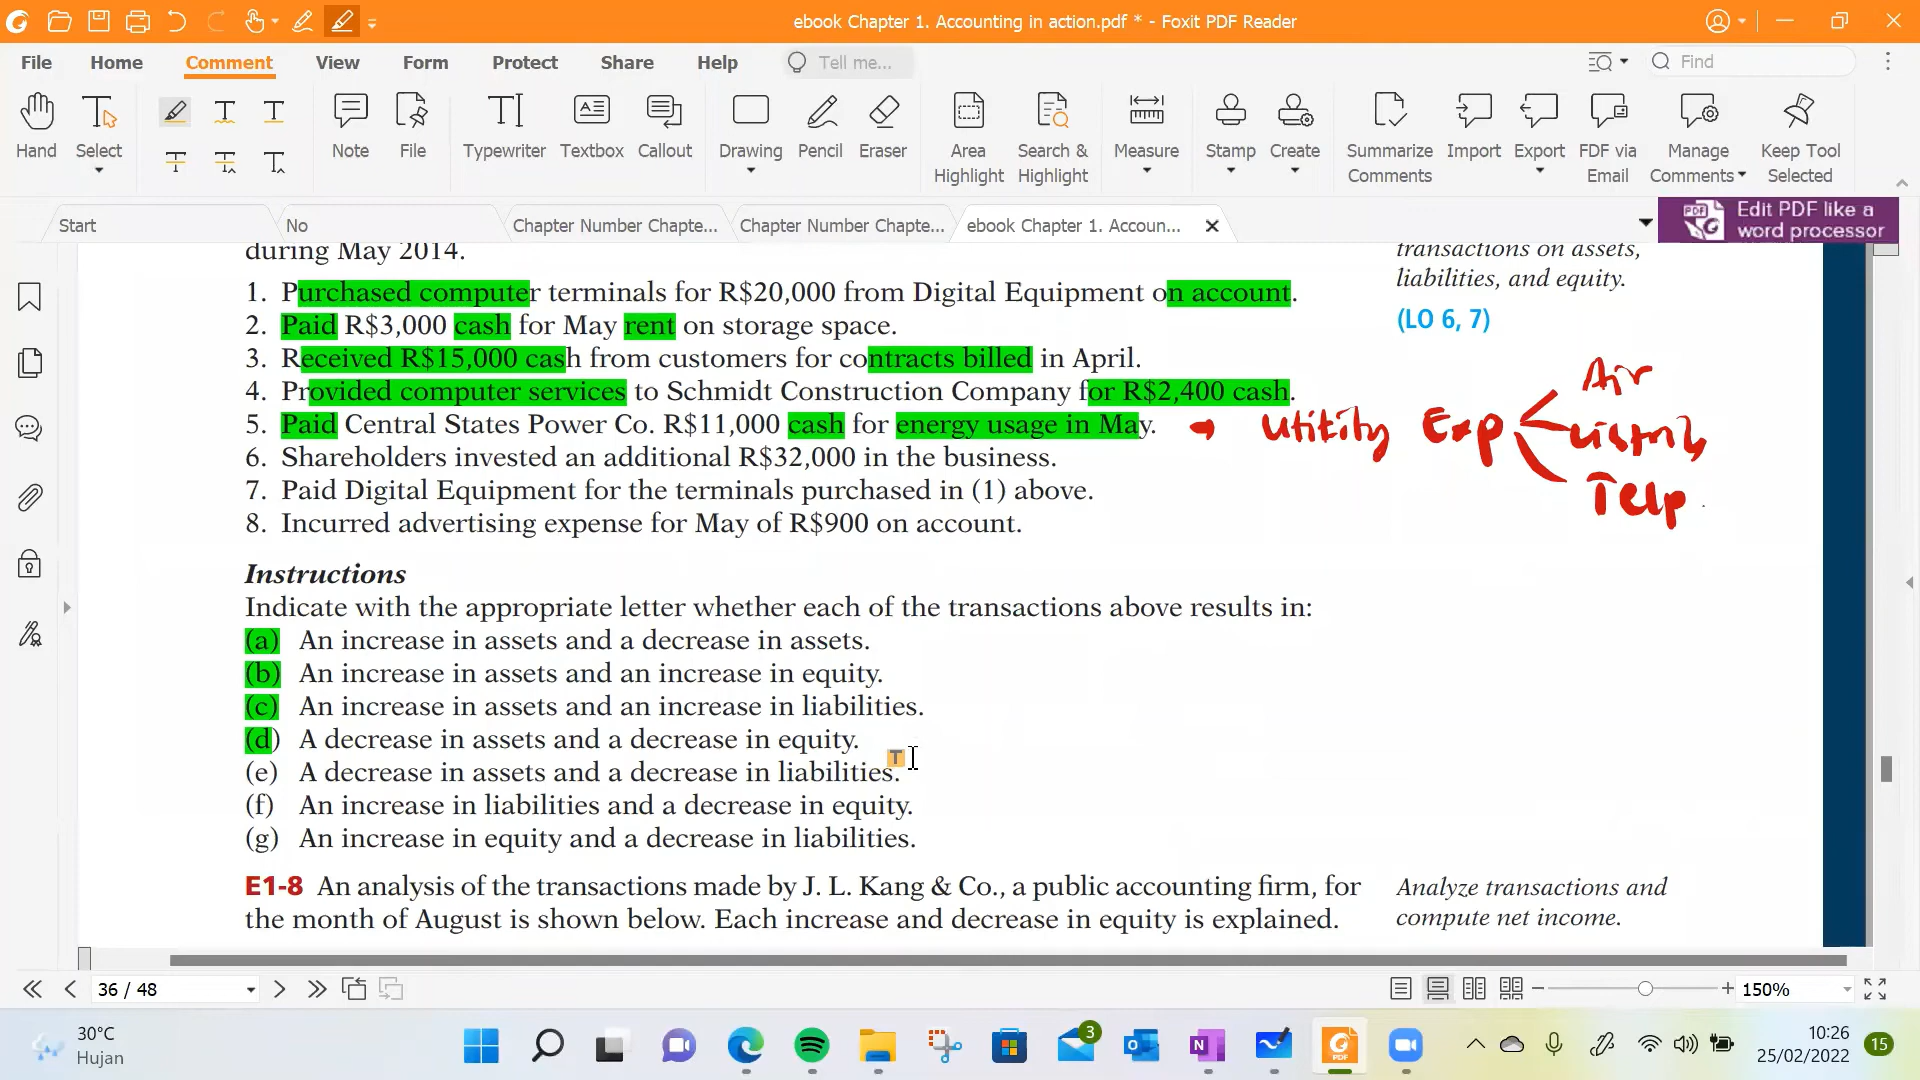 ebook Chapter 1. Accounting in action.pdf * - Foxit PDF Reader
File Home Comment View Form Protect Share Help Tell me... Find
Hand Select Note File Typewriter Textbox Callout Drawing Pencil Eraser Area Highlight Search & Highlight Measure Stamp Create Summarize Comments Import Export FDF via Email Manage Comments Keep Tool Selected
Start No Chapter Number Chapte... Chapter Number Chapte... ebook Chapter 1. Accoun... Edit PDF like a word processor
during May 2014.
transactions on assets,
liabilities, and equity.
(LO 6, 7)
1. Purchased computer terminals for R$20,000 from Digital Equipment on account.
2. Paid R$3,000 cash for May rent on storage space.
3. Received R$15,000 cash from customers for contracts billed in April.
4. Provided computer services to Schmidt Construction Company for R$2,400 cash.
5. Paid Central States Power Co. R$11,000 cash for energy usage in May.
Utitity Exp
Air
Telp
6. Shareholders invested an additional R$32,000 in the business.
7. Paid Digital Equipment for the terminals purchased in (1) above.
8. Incurred advertising expense for May of R$900 on account.
Instructions
Indicate with the appropriate letter whether each of the transactions above results in:
(a) An increase in assets and a decrease in assets.
(b) An increase in assets and an increase in equity.
(c) An increase in assets and an increase in liabilities.
(d) A decrease in assets and a decrease in equity.
(e) A decrease in assets and a decrease in liabilities.
(f) An increase in liabilities and a decrease in equity.
(g) An increase in equity and a decrease in liabilities.
E1-8 An analysis of the transactions made by J. L. Kang & Co., a public accounting firm, for
the month of August is shown below. Each increase and decrease in equity is explained.
Analyze transactions and
compute net income.
36 / 48
150%
30°C
Hujan
3
10:26
25/02/2022
15